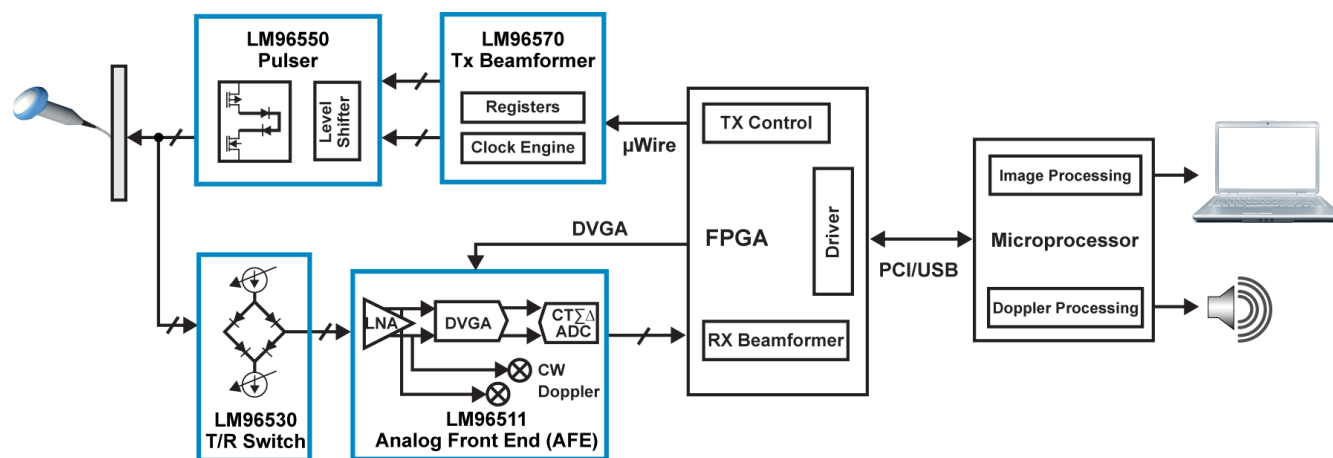 LM96550
Pulser
Level
Shifter
LM96570
Tx Beamformer
Registers
Clock Engine
µWire
TX Control
FPGA
Driver
RX Beamformer
DVGA
PCI/USB
Microprocessor
Image Processing
Doppler Processing
LM96530
T/R Switch
LNA
DVGA
CT∑Δ
ADC
CW
Doppler
LM96511
Analog Front End (AFE)